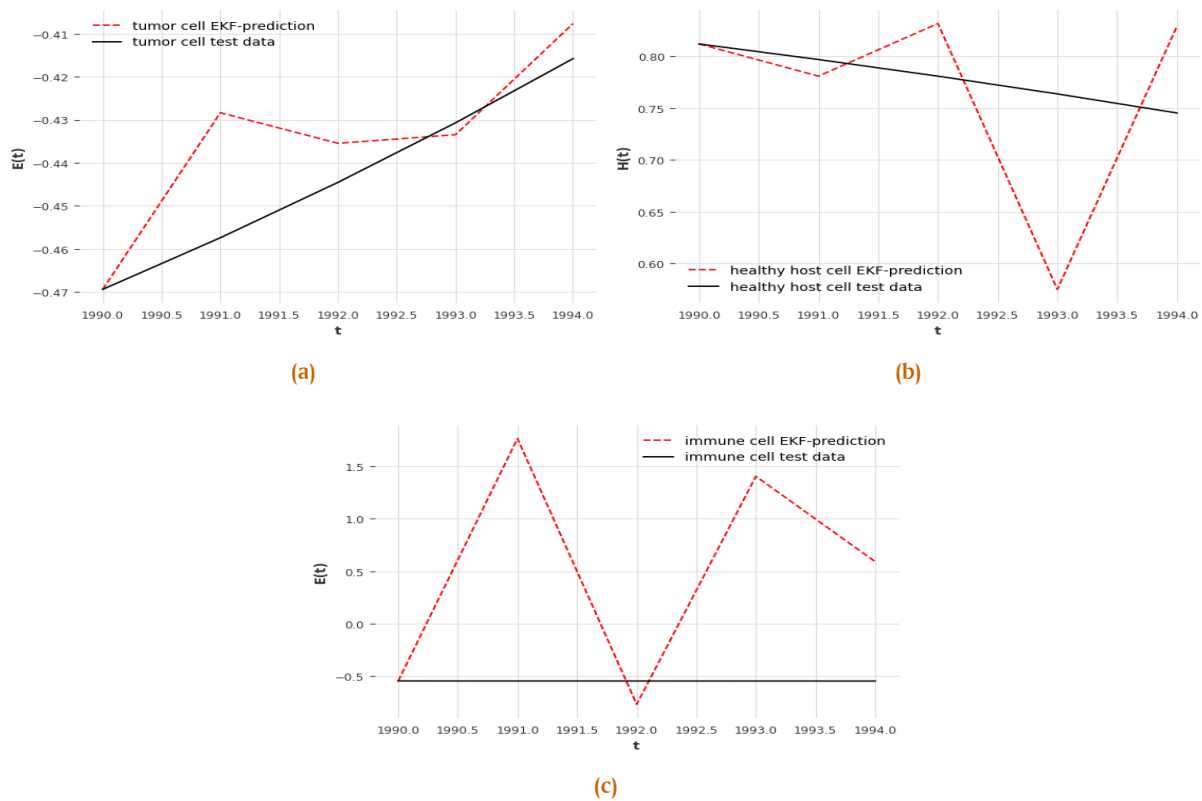 tumor cell EKF-prediction
tumor cell test data
−0.41
−0.42
−0.43
−0.44
−0.45
−0.46
−0.47
E(t)
1990.0 1990.5 1991.0 1991.5 1992.0 1992.5 1993.0 1993.5 1994.0
t
(a)
0.80
0.75
0.70
0.65
0.60
H(t)
healthy host cell EKF-prediction
healthy host cell test data
1990.0 1990.5 1991.0 1991.5 1992.0 1992.5 1993.0 1993.5 1994.0
t
(b)
immune cell EKF-prediction
immune cell test data
1.5
1.0
0.5
0.0
−0.5
E(t)
1990.0 1990.5 1991.0 1991.5 1992.0 1992.5 1993.0 1993.5 1994.0
t
(c)